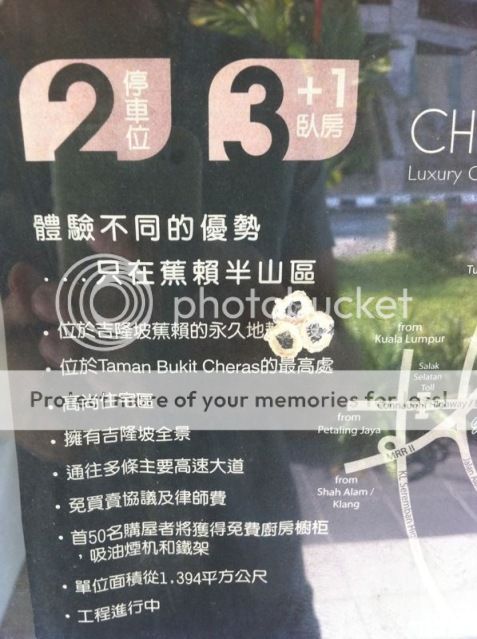 2 停車位
3 +1 臥房
CH
Luxury C
體驗不同的優勢
...只在蕉賴半山區
photobucket
• 位於吉隆坡蕉賴的永久地
• 位於Taman Bukit Cheras的最高處
Protect more of your memories for
• 高尚住宅區
• 擁有吉隆坡全景
• 通往多條主要高速大道
• 免買賣協議及律師費
• 首50名購屋者將獲得免費廚房櫥柜
，吸油煙机和鐵架
• 單位面積從1,394平方公尺
• 工程進行中
Tu
from
Kuala Lumpur
Salak
Selatan
Toll
Connaught Highway
from
Petaling Jaya
MRR II
from
Shah Alam /
Klang
KL Seremban